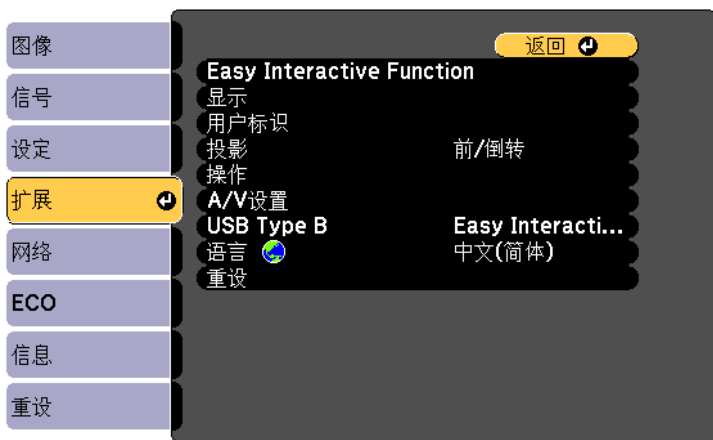 图像
信号
设定
扩展
网络
ECO
信息
重设
返回
Easy Interactive Function
显示
用户标识
投影 前/倒转
操作
A/V设置
USB Type B Easy Interacti...
语言 中文(简体)
重设